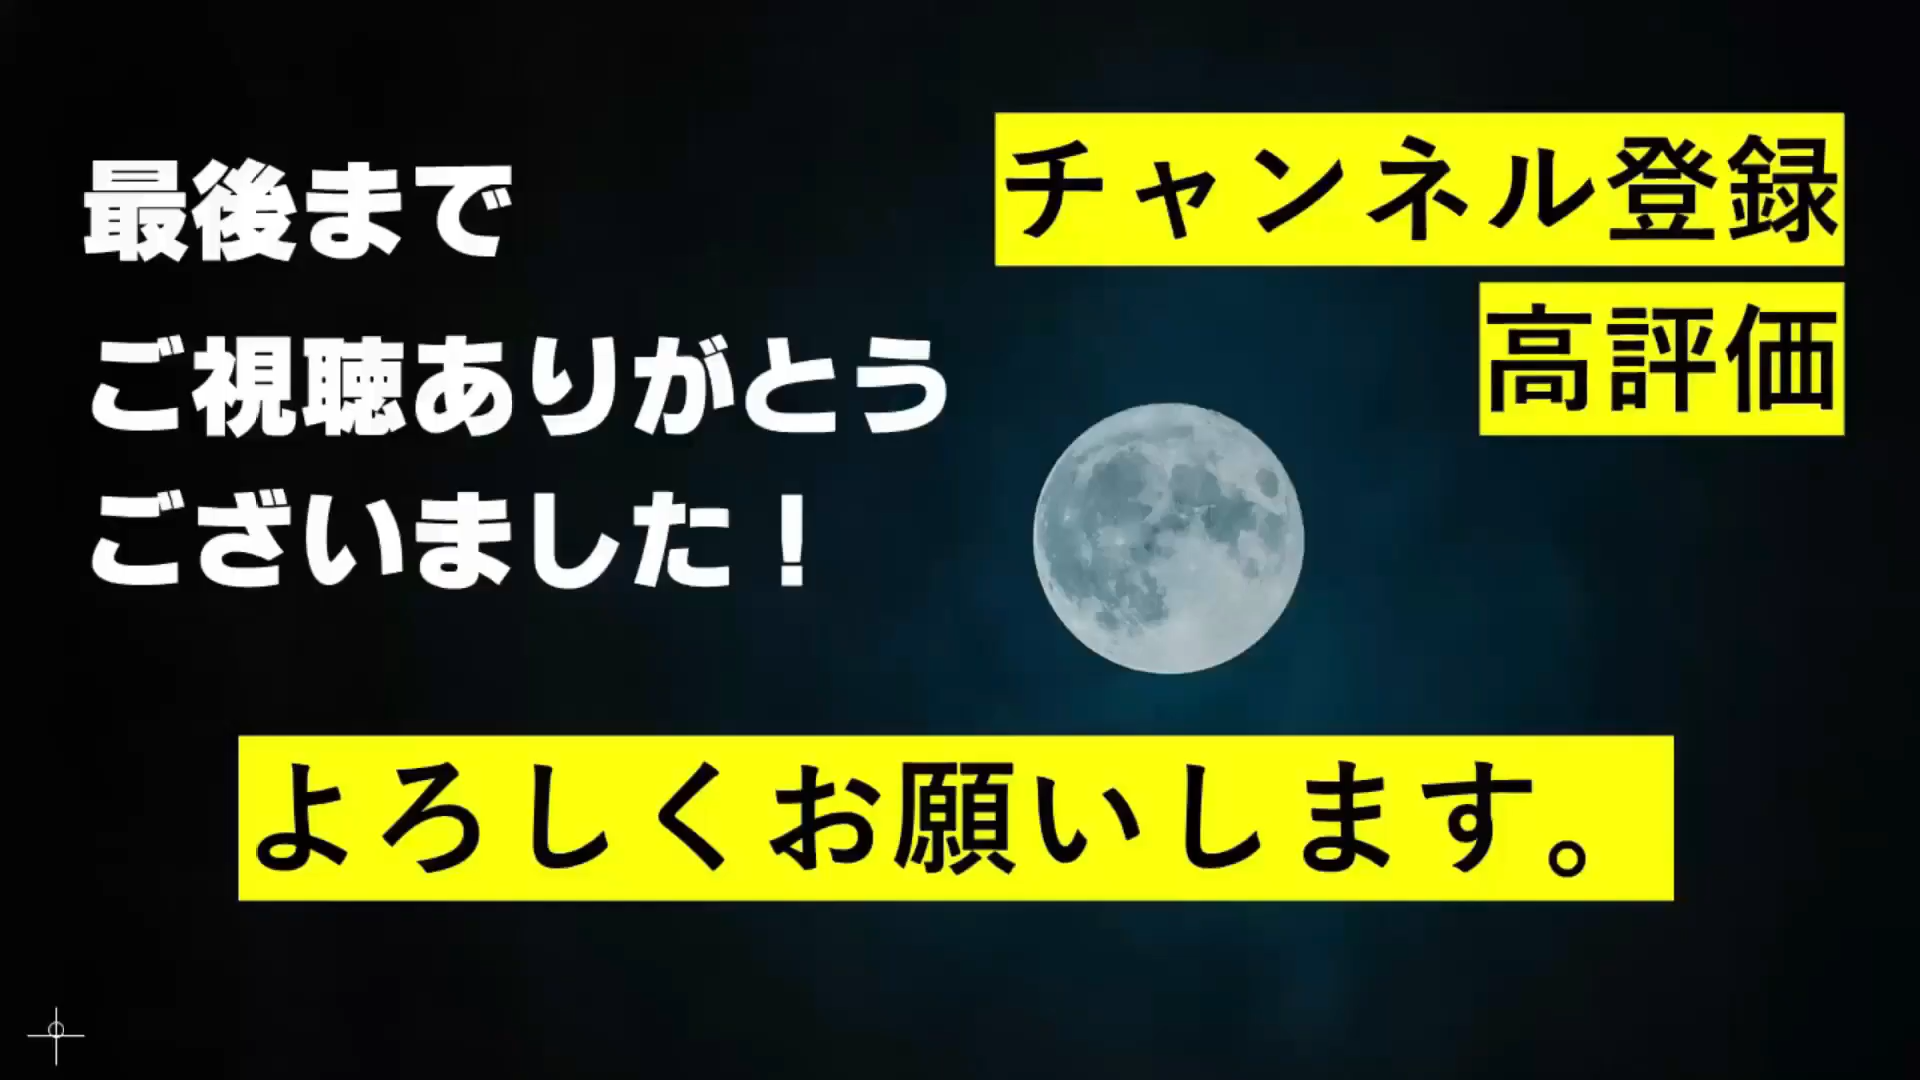 最後まで
ご視聴ありがとう
ございました！
チャンネル登録
高評価
よろしくお願いします。